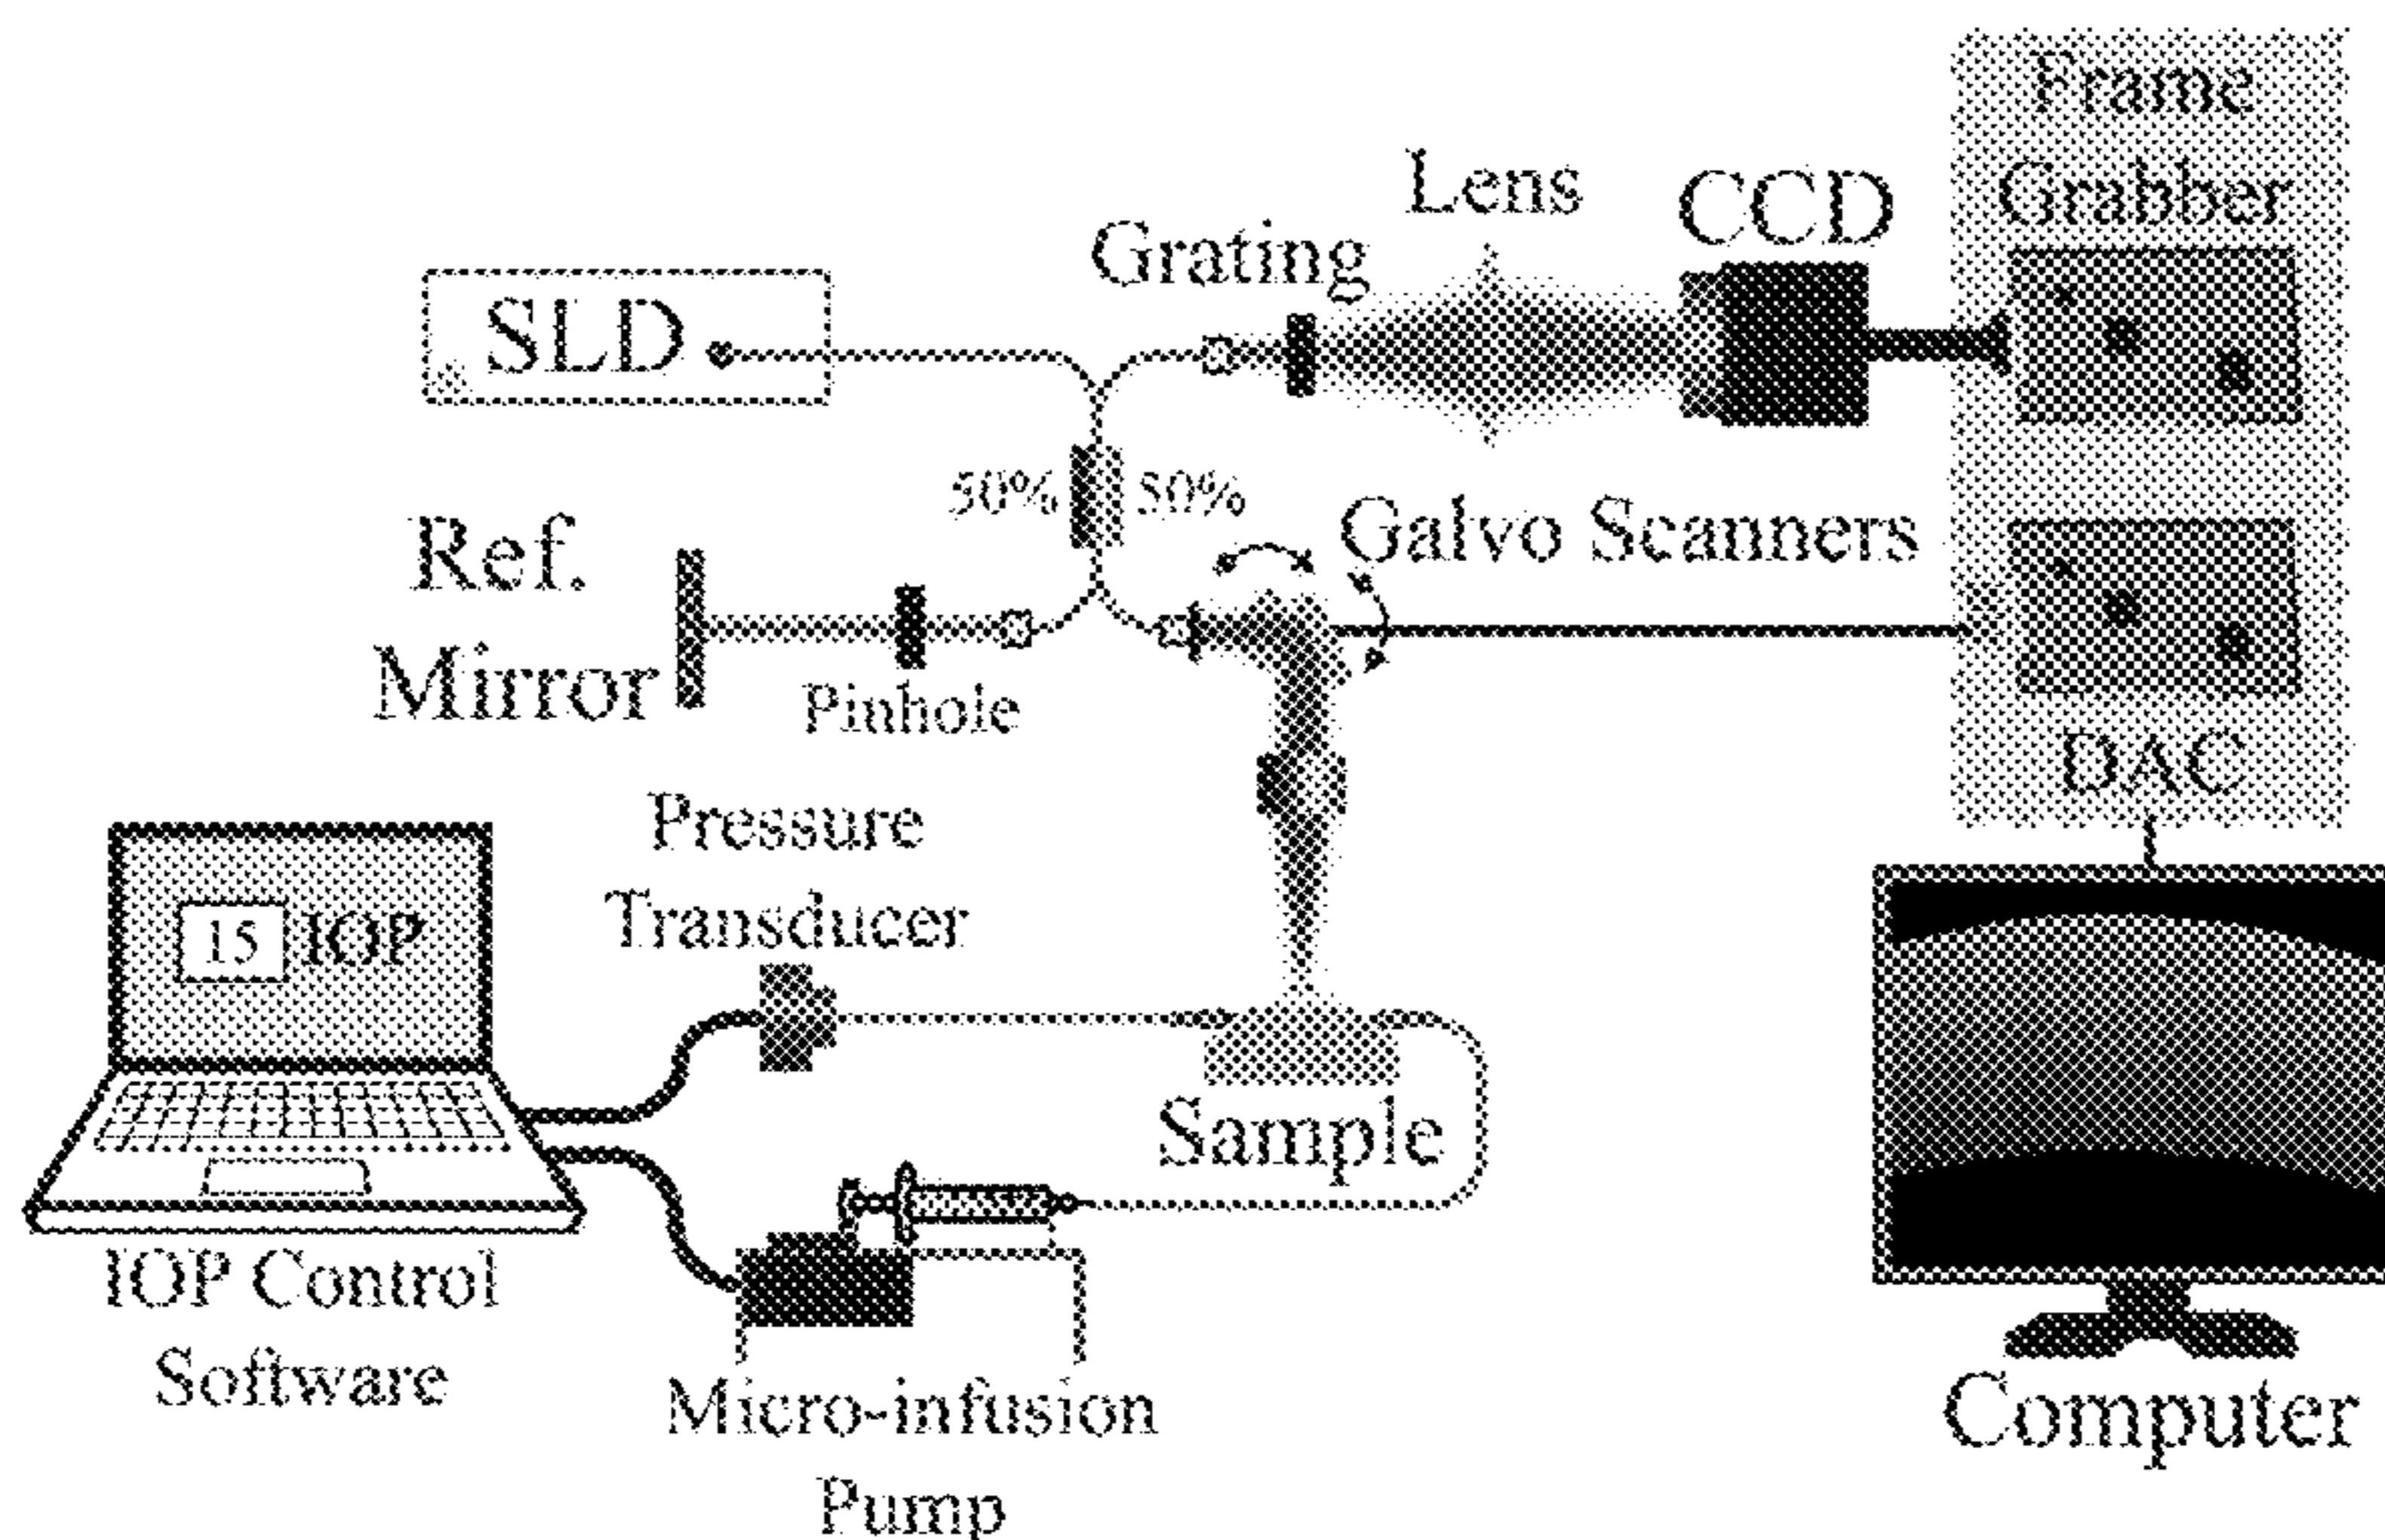 Frame
Grabber
Lens
CCD
Grating
SLD
50% 50%
Galvo Scanners
Ref.
Mirror
Pinhole
DAC
Pressure
Transducer
15 IOP
Sample
IOP Control
Software
Micro-infusion
Pump
Computer